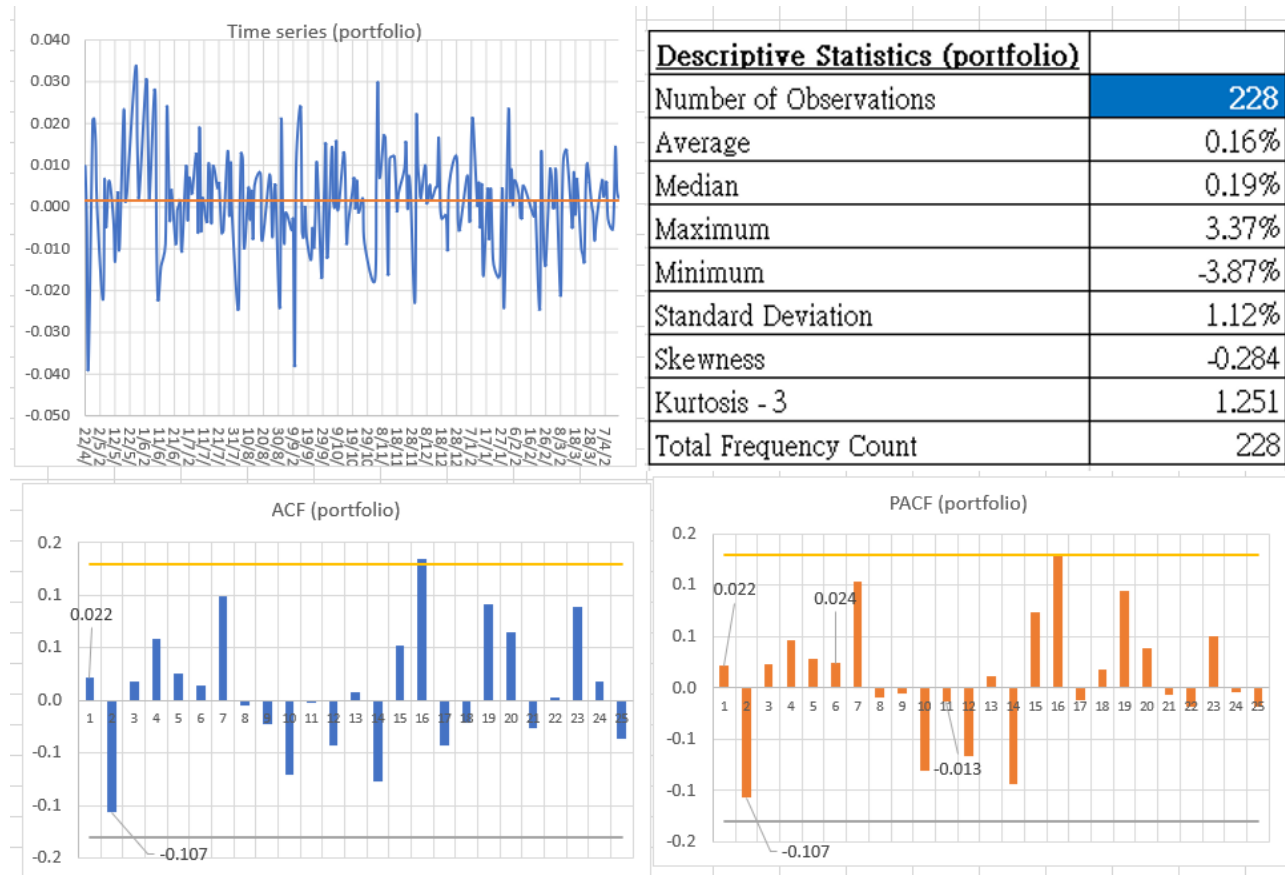 Time series (portfolio)
0.040
0.030
0.020
0.010
0.000
-0.010
-0.020
-0.030
-0.040
-0.050
22/4/ 2/5/2 12/5/ 22/5/ 1/6/2 11/6/ 21/6/ 1/7/2 11/7/ 21/7/ 31/7/ 10/8/ 20/8/ 30/8/ 9/9/2 19/9/ 29/9/ 9/10/ 19/10 29/10 8/11/ 18/11 28/11 8/12/ 18/12 28/12 7/1/2 17/1/ 27/1/ 6/2/2 16/2/ 26/2/ 8/3/2 18/3/ 28/3/ 7/4/2
Descriptive Statistics (portfolio)
Number of Observations 228
Average 0.16%
Median 0.19%
Maximum 3.37%
Minimum -3.87%
Standard Deviation 1.12%
Skewness -0.284
Kurtosis - 3 1.251
Total Frequency Count 228
ACF (portfolio)
0.2
0.1
0.022
0.1
0.0
1 2 3 4 5 6 7 8 9 10 11 12 13 14 15 16 17 18 19 20 21 22 23 24 25
-0.1
-0.1
-0.107
-0.2
PACF (portfolio)
0.2
0.1
0.022
0.024
0.1
0.0
1 2 3 4 5 6 7 8 9 10 11 12 13 14 15 16 17 18 19 20 21 22 23 24 25
-0.1
-0.013
-0.1
-0.107
-0.2